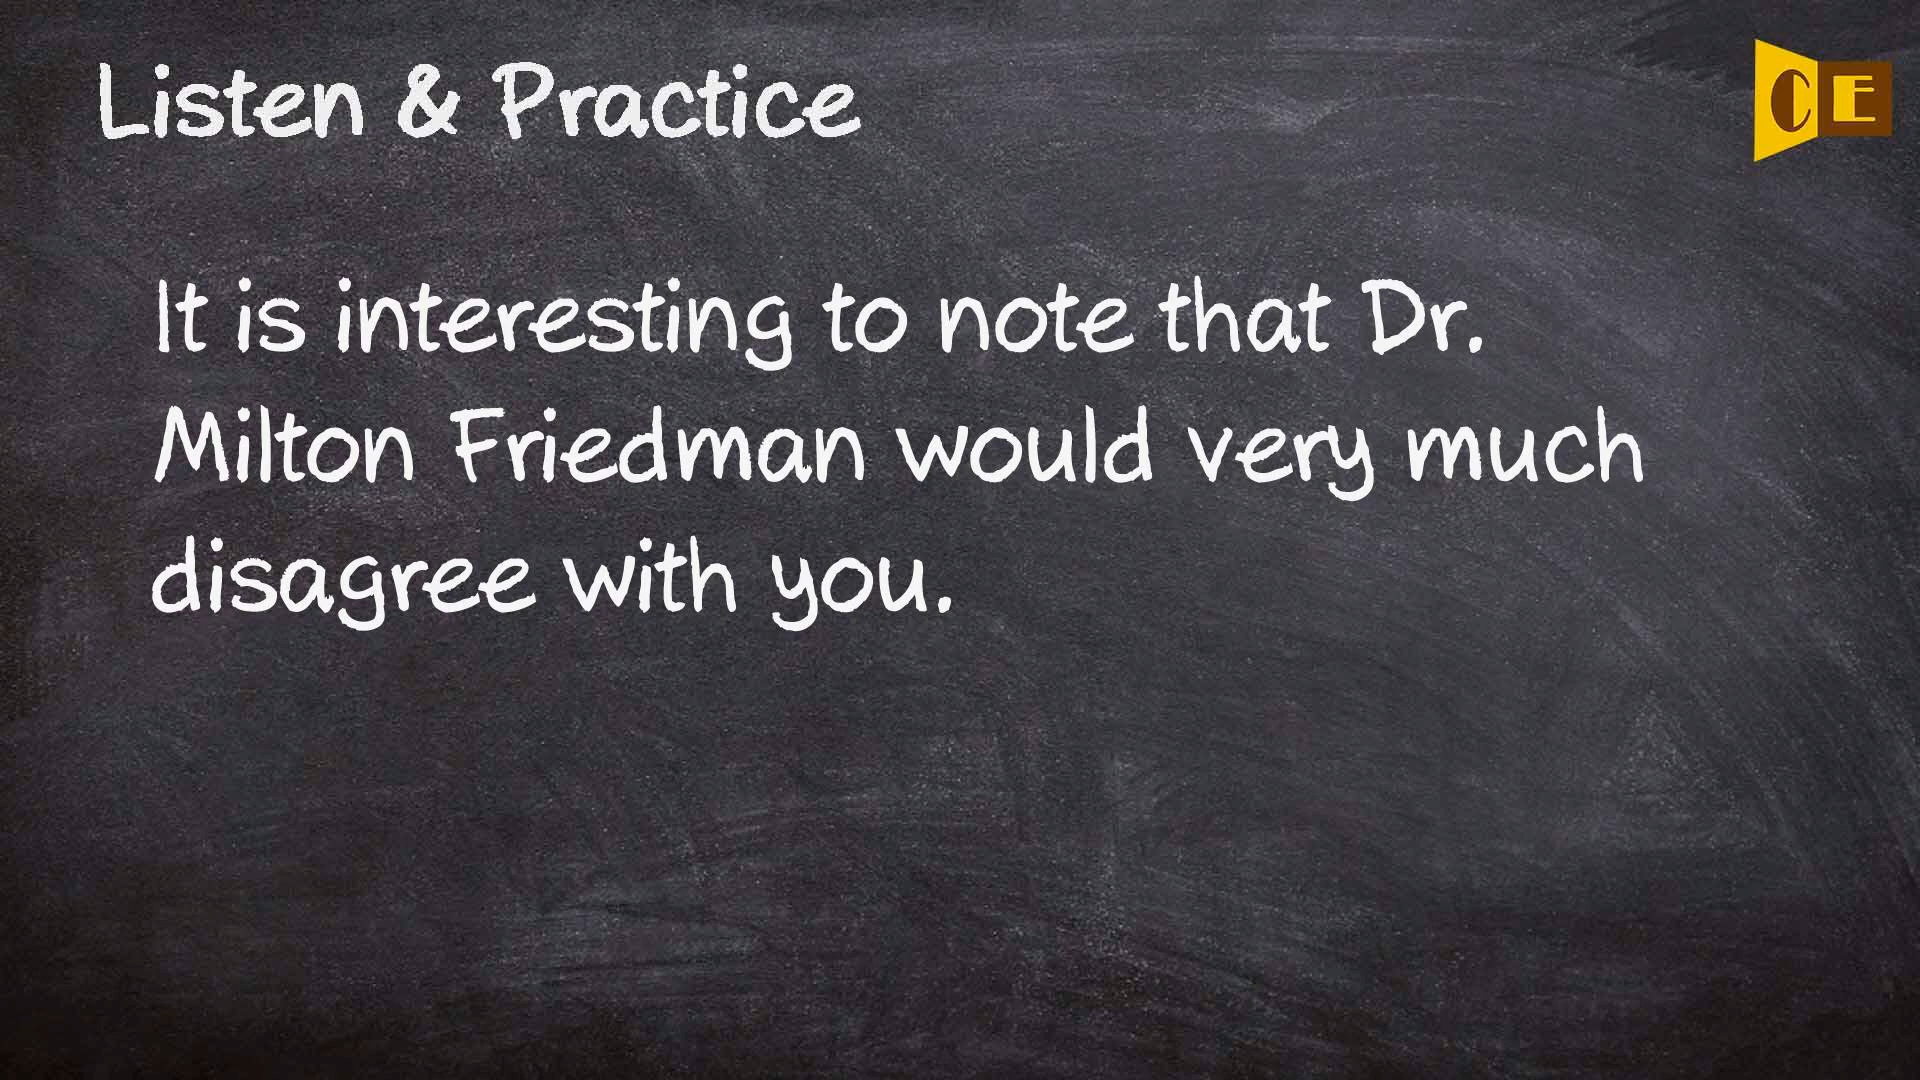 Listen & Practice
CE
It is interesting to note that Dr.
Milton Friedman would very much
disagree with you.